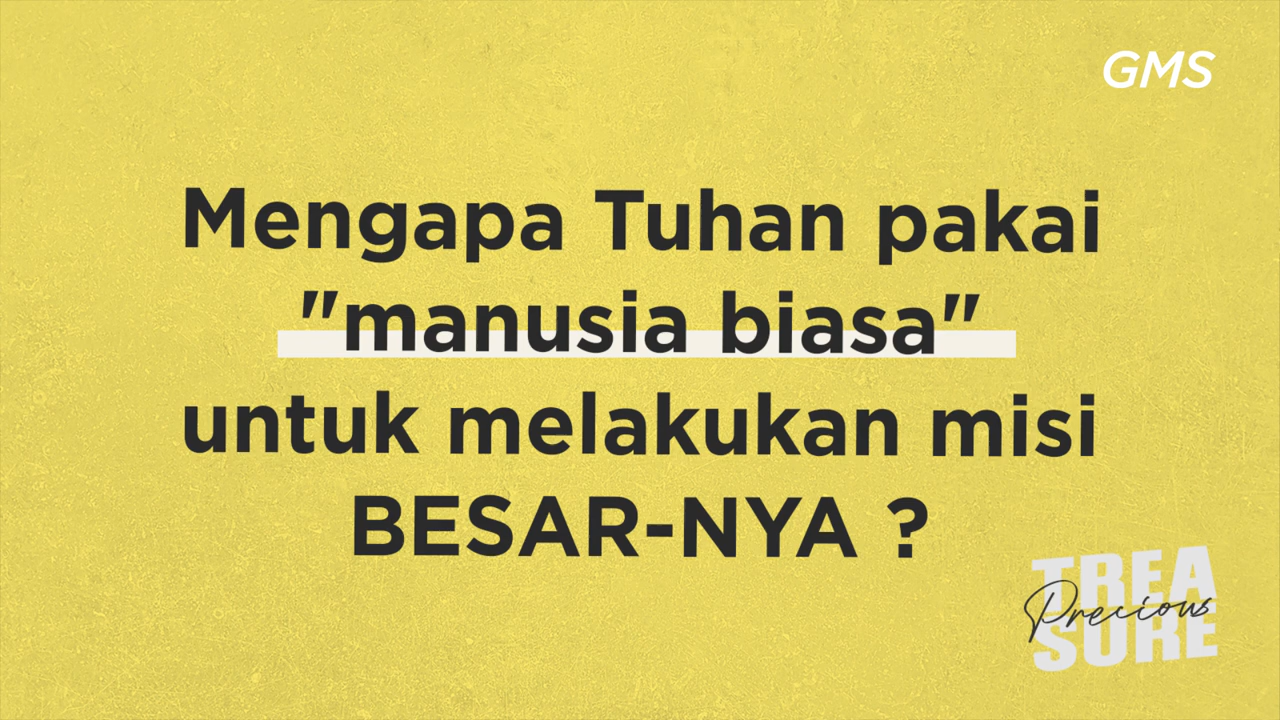 GMS
Mengapa Tuhan pakai
"manusia biasa"
untuk melakukan misi
BESAR-NYA ?
TREA
Precious
SURE